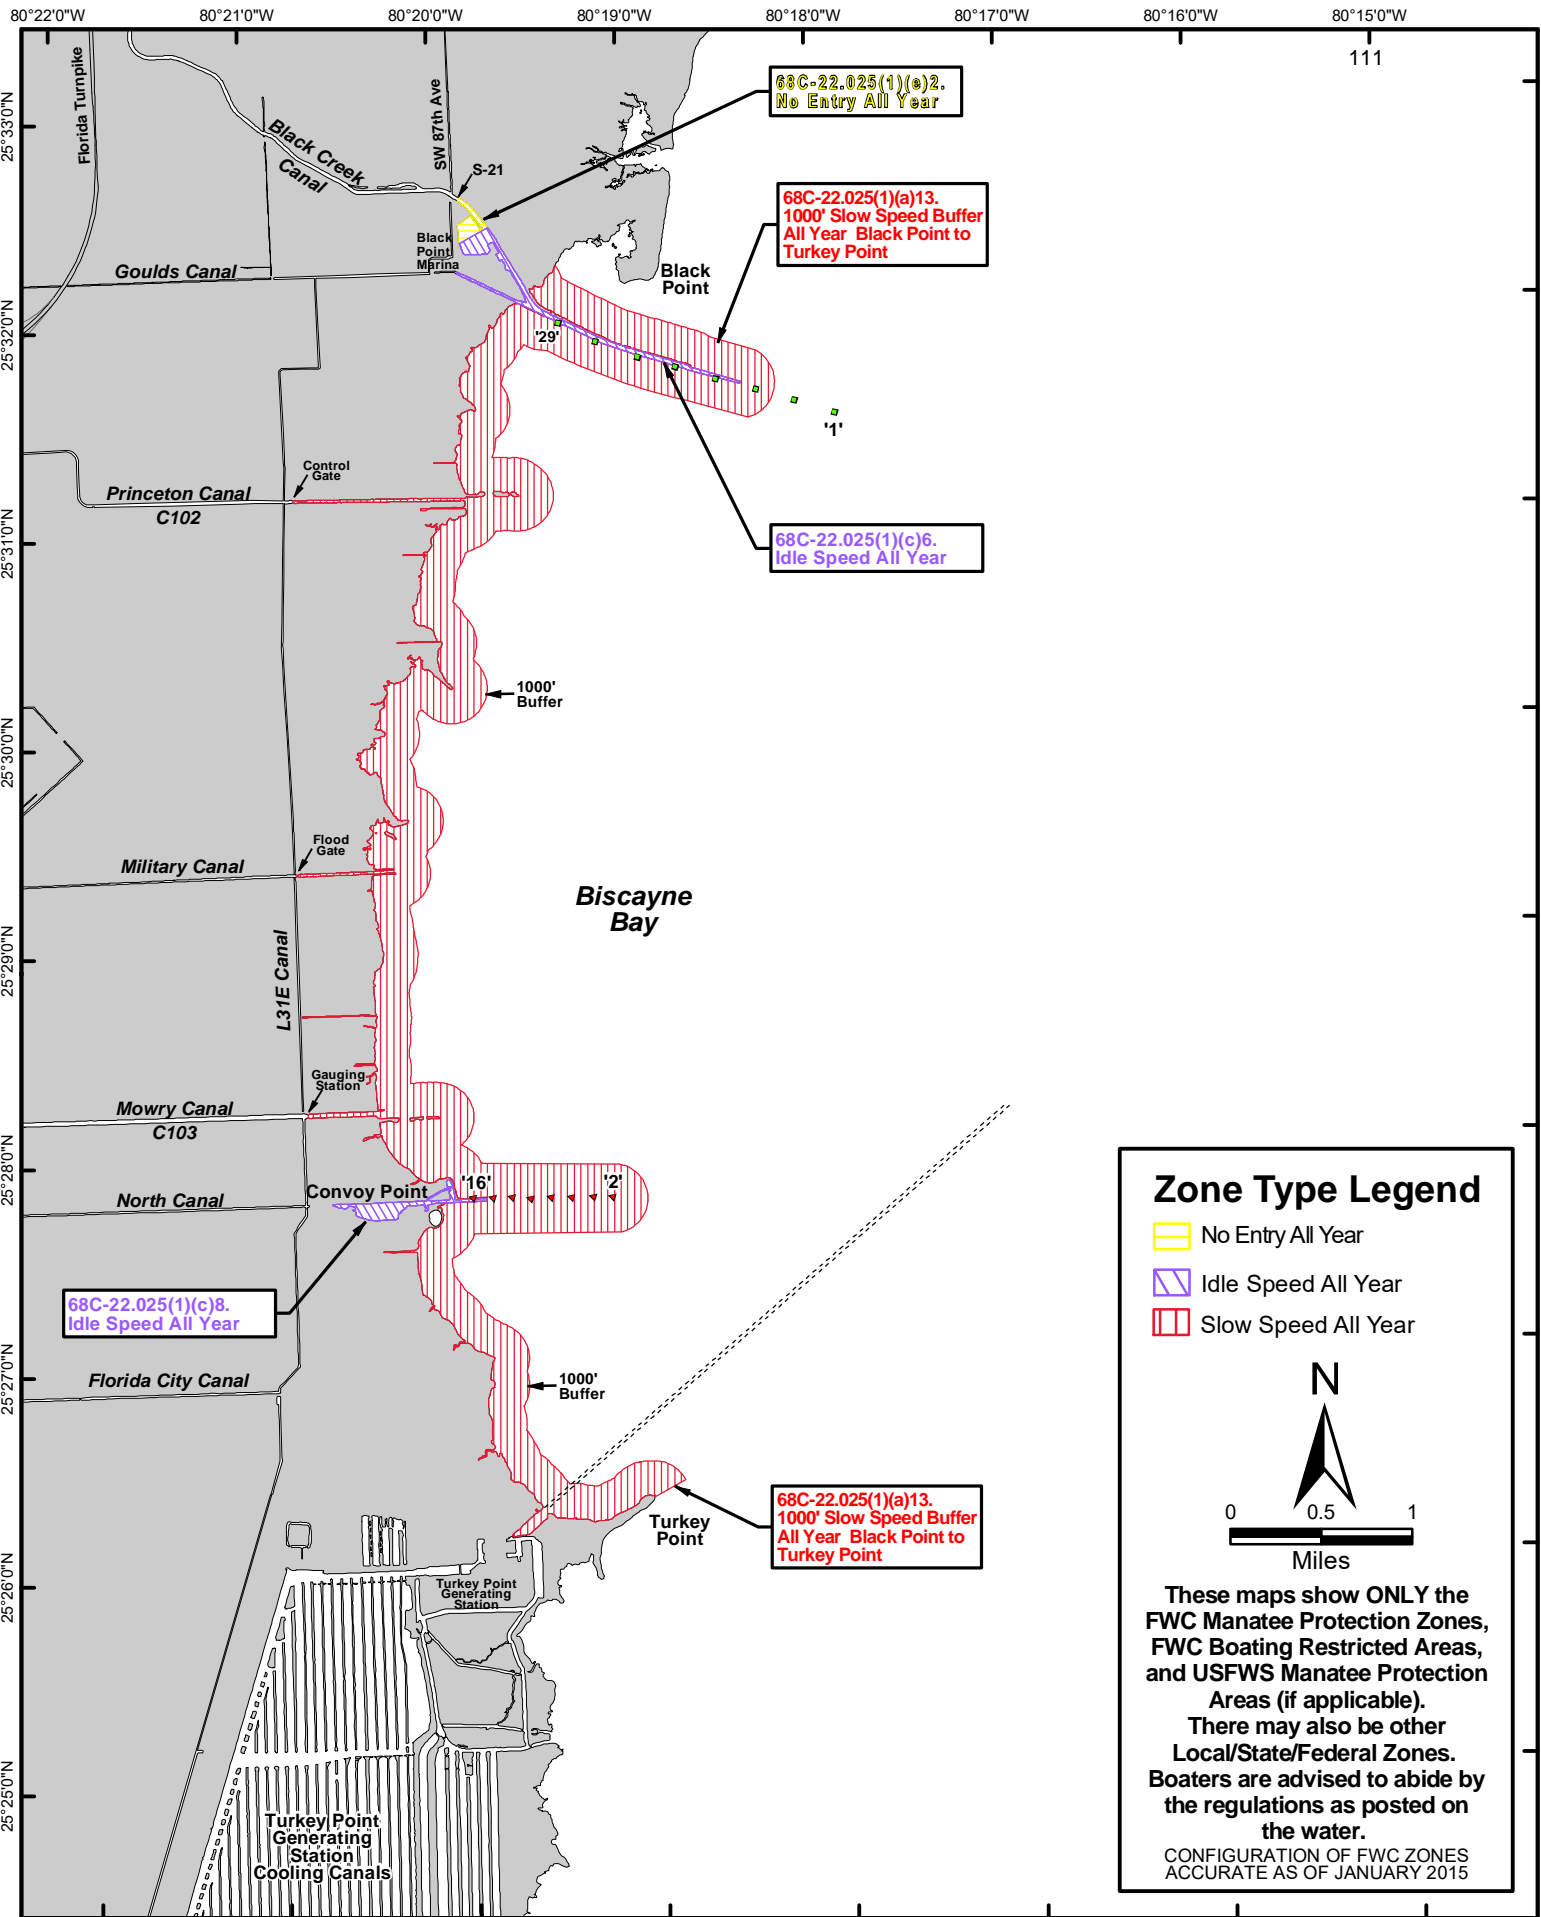 80°22'0"W
80°21'0"W
80°20'0"W
80°19'0"W
80°18'0"W
80°17'0"W
80°16'0"W
80°15'0"W
111
25°33'0"N
25°32'0"N
25°31'0"N
25°30'0"N
25°29'0"N
25°28'0"N
25°27'0"N
25°26'0"N
25°25'0"N
Florida Turnpike
SW 87th Ave
Black Creek
Canal
S-21
68C-22.025(1)(e)2.
No Entry All Year
68C-22.025(1)(a)13.
1000' Slow Speed Buffer
All Year Black Point to
Turkey Point
Black
Point
Marina
Goulds Canal
Black
Point
'29'
'1'
Control
Gate
Princeton Canal
C102
68C-22.025(1)(c)6.
Idle Speed All Year
1000'
Buffer
Flood
Gate
Military Canal
Biscayne
Bay
L31E Canal
Gauging
Station
Mowry Canal
C103
'16'
'2'
Convoy Point
North Canal
68C-22.025(1)(c)8.
Idle Speed All Year
Florida City Canal
1000'
Buffer
68C-22.025(1)(a)13.
1000' Slow Speed Buffer
All Year Black Point to
Turkey Point
Turkey
Point
Turkey Point
Generating
Station
Turkey Point
Generating
Station
Cooling Canals
Zone Type Legend
No Entry All Year
Idle Speed All Year
Slow Speed All Year
N
0 0.5 1
Miles
These maps show ONLY the
FWC Manatee Protection Zones,
FWC Boating Restricted Areas,
and USFWS Manatee Protection
Areas (if applicable).
There may also be other
Local/State/Federal Zones.
Boaters are advised to abide by
the regulations as posted on
the water.
CONFIGURATION OF FWC ZONES
ACCURATE AS OF JANUARY 2015